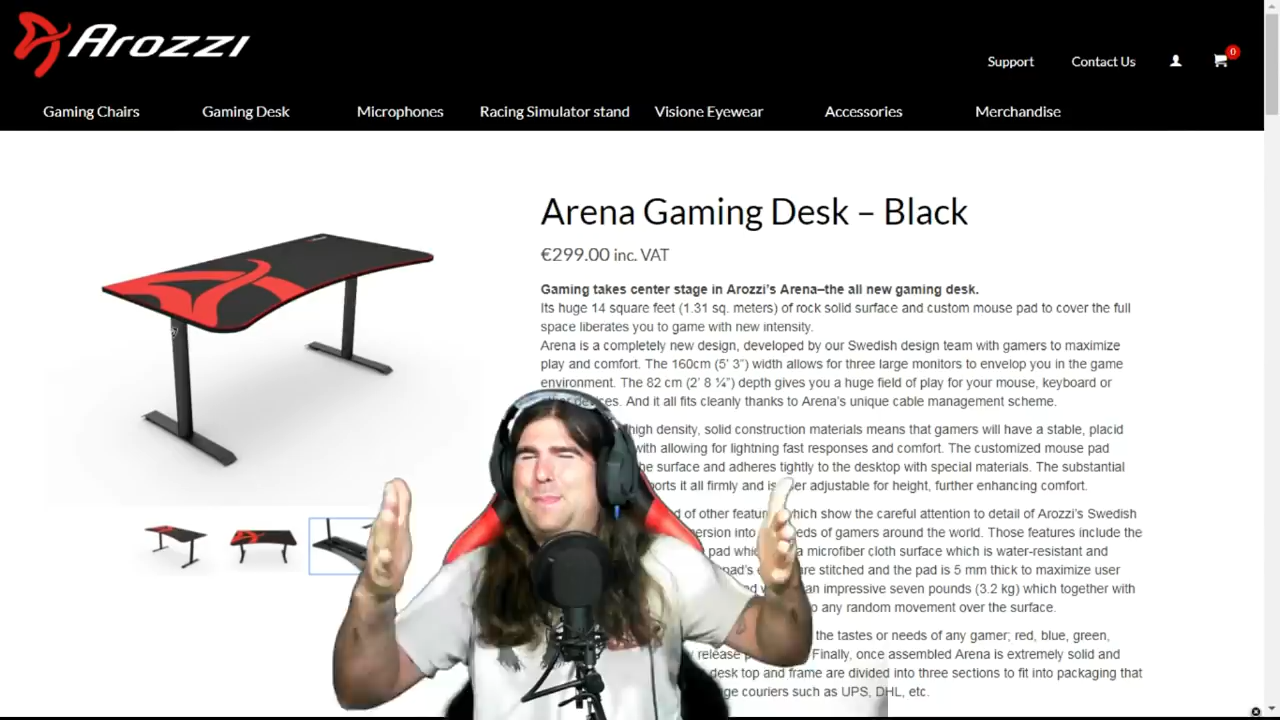 Arozzi
Support Contact Us 0
Gaming Chairs Gaming Desk Microphones Racing Simulator stand Visione Eyewear Accessories Merchandise
Arena Gaming Desk – Black
€299.00 inc. VAT
Gaming takes center stage in Arozzi's Arena–the all new gaming desk.
Its huge 14 square feet (1.31 sq. meters) of rock solid surface and custom mouse pad to cover the full
space liberates you to game with new intensity.
Arena is a completely new design, developed by our Swedish design team with gamers to maximize
play and comfort. The 160cm (5' 3") width allows for three large monitors to envelop you in the game
environment. The 82 cm (2' 8 ¼") depth gives you a huge field of play for your mouse, keyboard or
And it all fits cleanly thanks to Arena's unique cable management scheme.
high density, solid construction materials means that gamers will have a stable, placid
with allowing for lightning fast responses and comfort. The customized mouse pad
surface and adheres tightly to the desktop with special materials. The substantial
it all firmly and adjustable for height, further enhancing comfort.
of other which show the careful attention to detail of Arozzi's Swedish
into eeds of gamers around the world. Those features include the
pad a microfiber cloth surface which is water-resistant and
are stitched and the pad is 5 mm thick to maximize user
an impressive seven pounds (3.2 kg) which together with
any random movement over the surface.
the tastes or needs of any gamer; red, blue, green,
release Finally, once assembled Arena is extremely solid and
desk top and frame are divided into three sections to fit into packaging that
couriers such as UPS, DHL, etc.